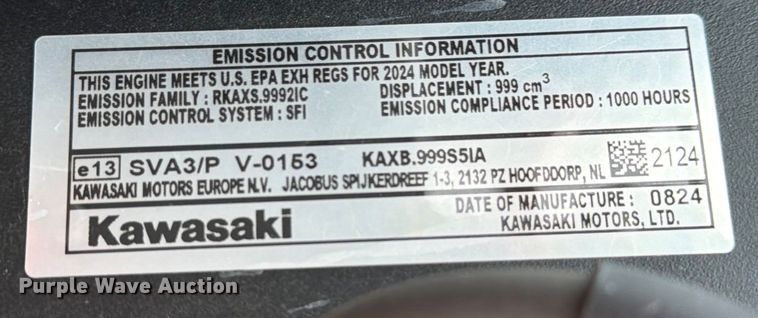 EMISSION CONTROL INFORMATION
THIS ENGINE MEETS U.S. EPA EXH REGS FOR 2024 MODEL YEAR.
EMISSION FAMILY : RKAXS.9992IC DISPLACEMENT : 999 cm3
EMISSION CONTROL SYSTEM : SFI EMISSION COMPLIANCE PERIOD : 1000 HOURS
e13 SVA3/P V-0153 KAXB.999S5IA 2124
KAWASAKI MOTORS EUROPE N.V. JACOBUS SPIJKERDREEF 1-3, 2132 PZ HOOFDDORP, NL
Kawasaki DATE OF MANUFACTURE : 0824
KAWASAKI MOTORS, LTD.
Purple Wave Auction